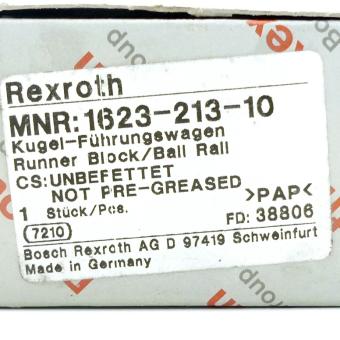 Rexroth
MNR: 1623-213-10
Kugel-Führungswagen
Runner Block/Ball Rall
CS: UNBEFETTET
NOT PRE-GREASED >PAP<
1 Stück/Pcs. FD: 38806
7210
Bosch Rexroth AG D 97419 Schweinfurt
Made in Germany